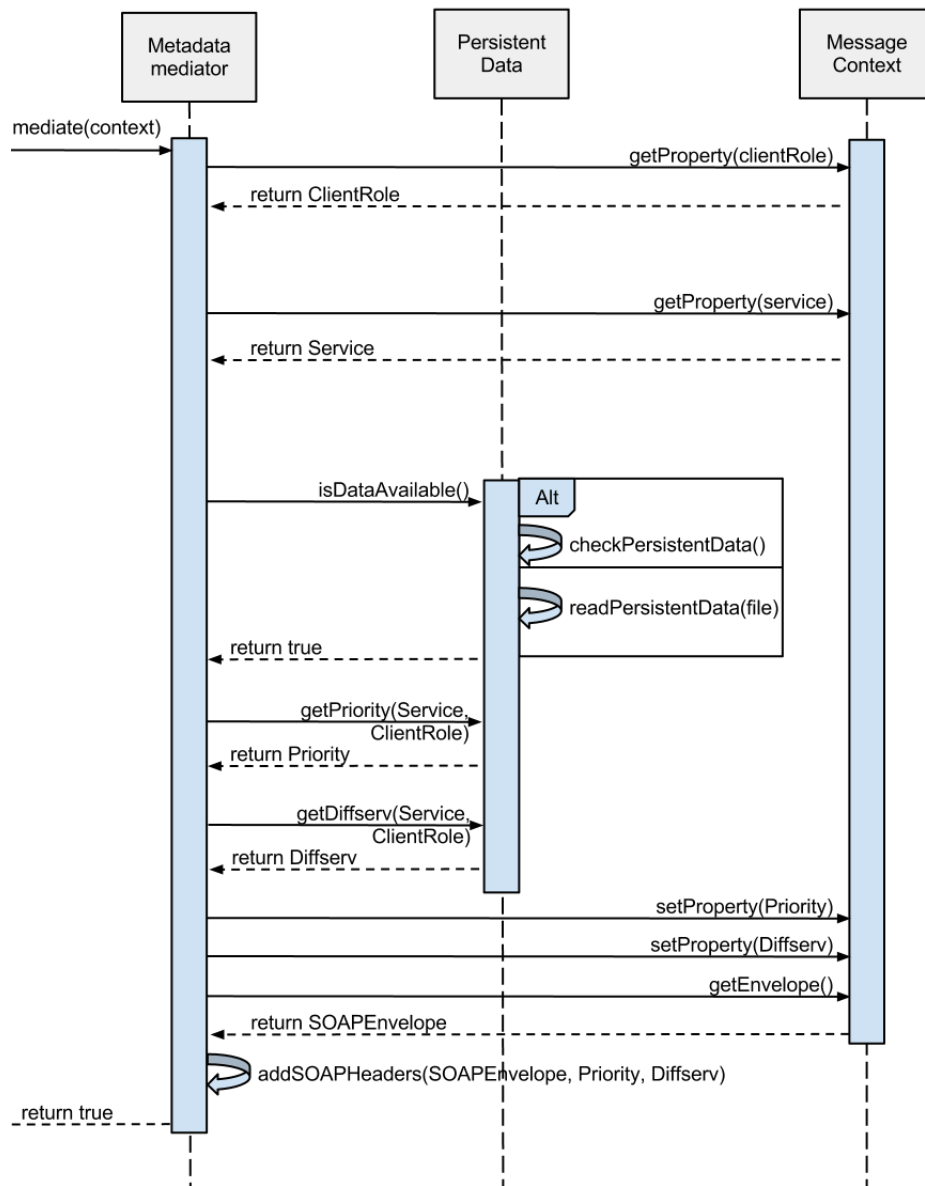 Metadata
mediator
Persistent
Data
Message
Context
mediate(context)
getProperty(clientRole)
return ClientRole
getProperty(service)
return Service
isDataAvailable()
Alt
checkPersistentData()
readPersistentData(file)
return true
getPriority(Service,
ClientRole)
return Priority
getDiffserv(Service,
ClientRole)
return Diffserv
setProperty(Priority)
setProperty(Diffserv)
getEnvelope()
return SOAPEnvelope
addSOAPHeaders(SOAPEnvelope, Priority, Diffserv)
return true